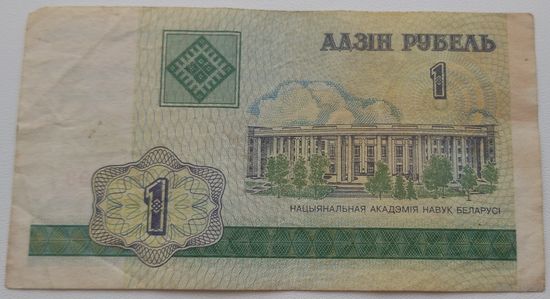 АДЗІН РУБЕЛЬ
1
НАЦЫЯНАЛЬНАЯ АКАДЭМІЯ НАВУК БЕЛАРУСІ
1